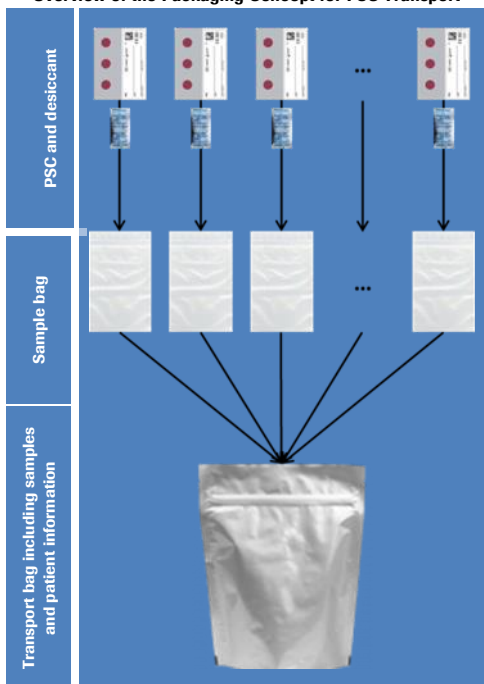 Overview of the Packaging Concept for PSC Transport
PSC and desiccant
...
Sample bag
...
Transport bag including samples
and patient information